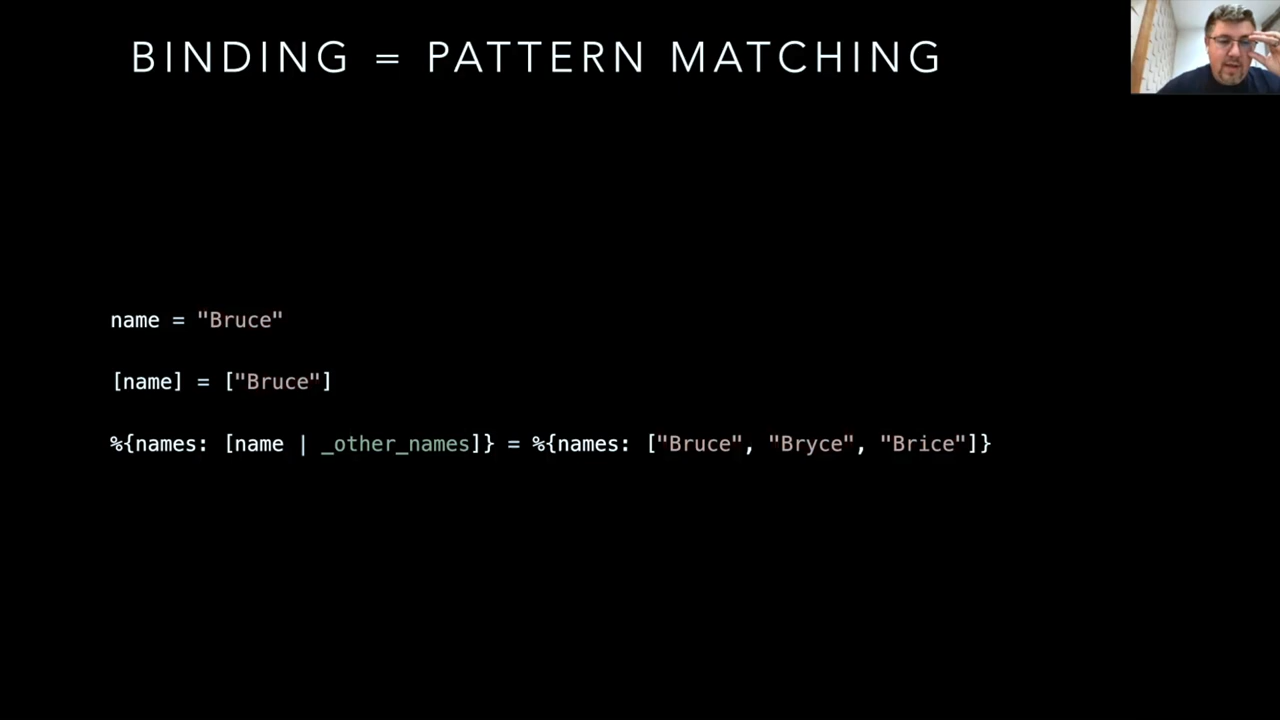 BINDING = PATTERN MATCHING
name = "Bruce"
[name] = ["Bruce"]
%{names: [name | _other_names]} = %{names: ["Bruce", "Bryce", "Brice"]}